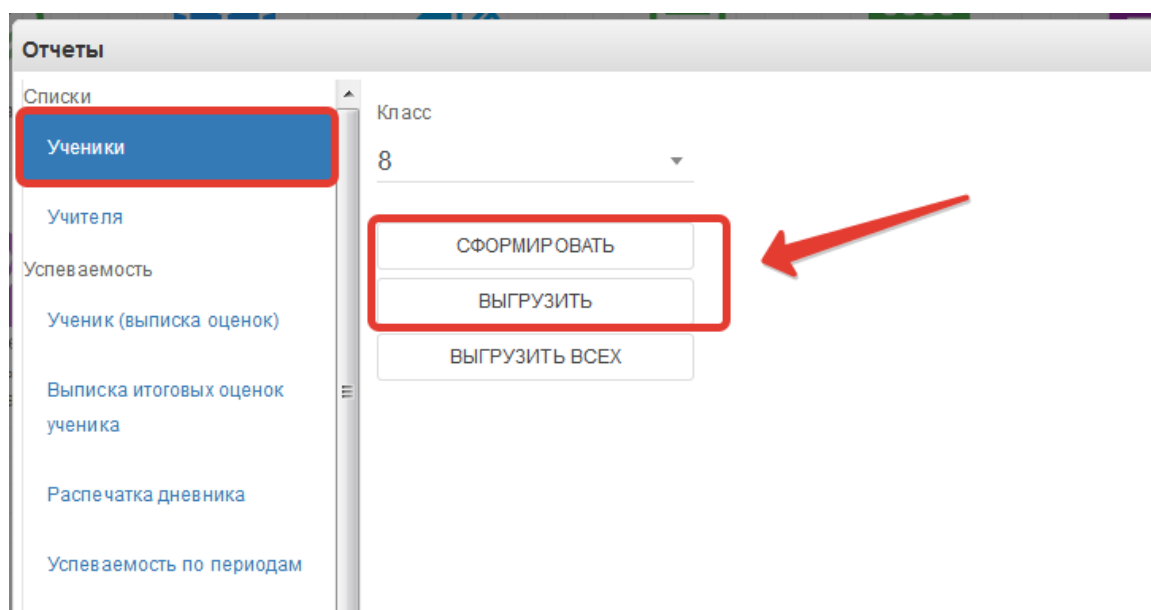 Отчеты
Списки
Ученики
Учителя
Успеваемость
Ученик (выписка оценок)
Выписка итоговых оценок
ученика
Распечатка дневника
Успеваемость по периодам
Класс
8
СФОРМИРОВАТЬ
ВЫГРУЗИТЬ
ВЫГРУЗИТЬ ВСЕХ